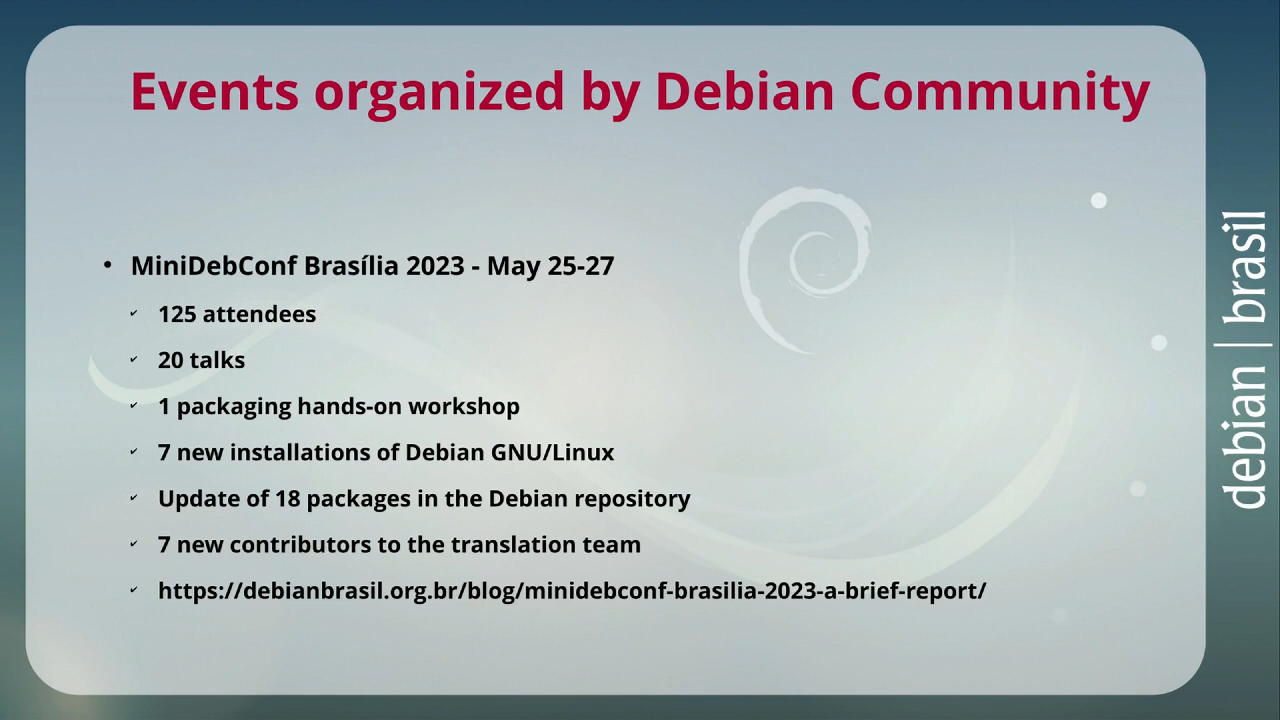 Events organized by Debian Community
• MiniDebConf Brasília 2023 - May 25-27
✓ 125 attendees
✓ 20 talks
✓ 1 packaging hands-on workshop
✓ 7 new installations of Debian GNU/Linux
✓ Update of 18 packages in the Debian repository
✓ 7 new contributors to the translation team
✓ https://debianbrasil.org.br/blog/minidebconf-brasilia-2023-a-brief-report/
debian | brasil